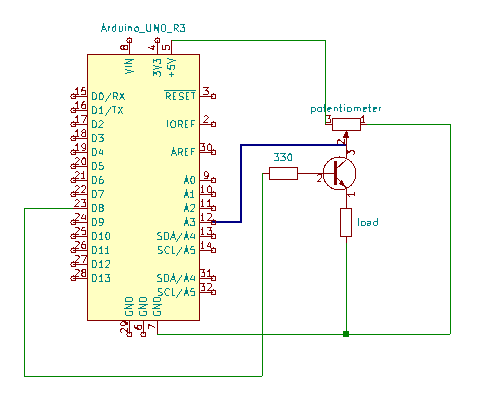 Arduino_UNO_R3
8 VIN
4 3V3
5 +5V
15 D0/RX
RESET 3
16 D1/TX
17 D2
IOREF 2
18 D3
19 D4
AREF 30
20 D5
21 D6
A0 9
22 D7
A1 10
23 D8
A2 11
24 D9
A3 12
25 D10
SDA/A4 13
26 D11
SCL/A5 14
27 D12
28 D13
SDA/A4 31
SCL/A5 32
29 GND
6 GND
7 GND
potentiometer
3
1
2
330
3
2
1
load